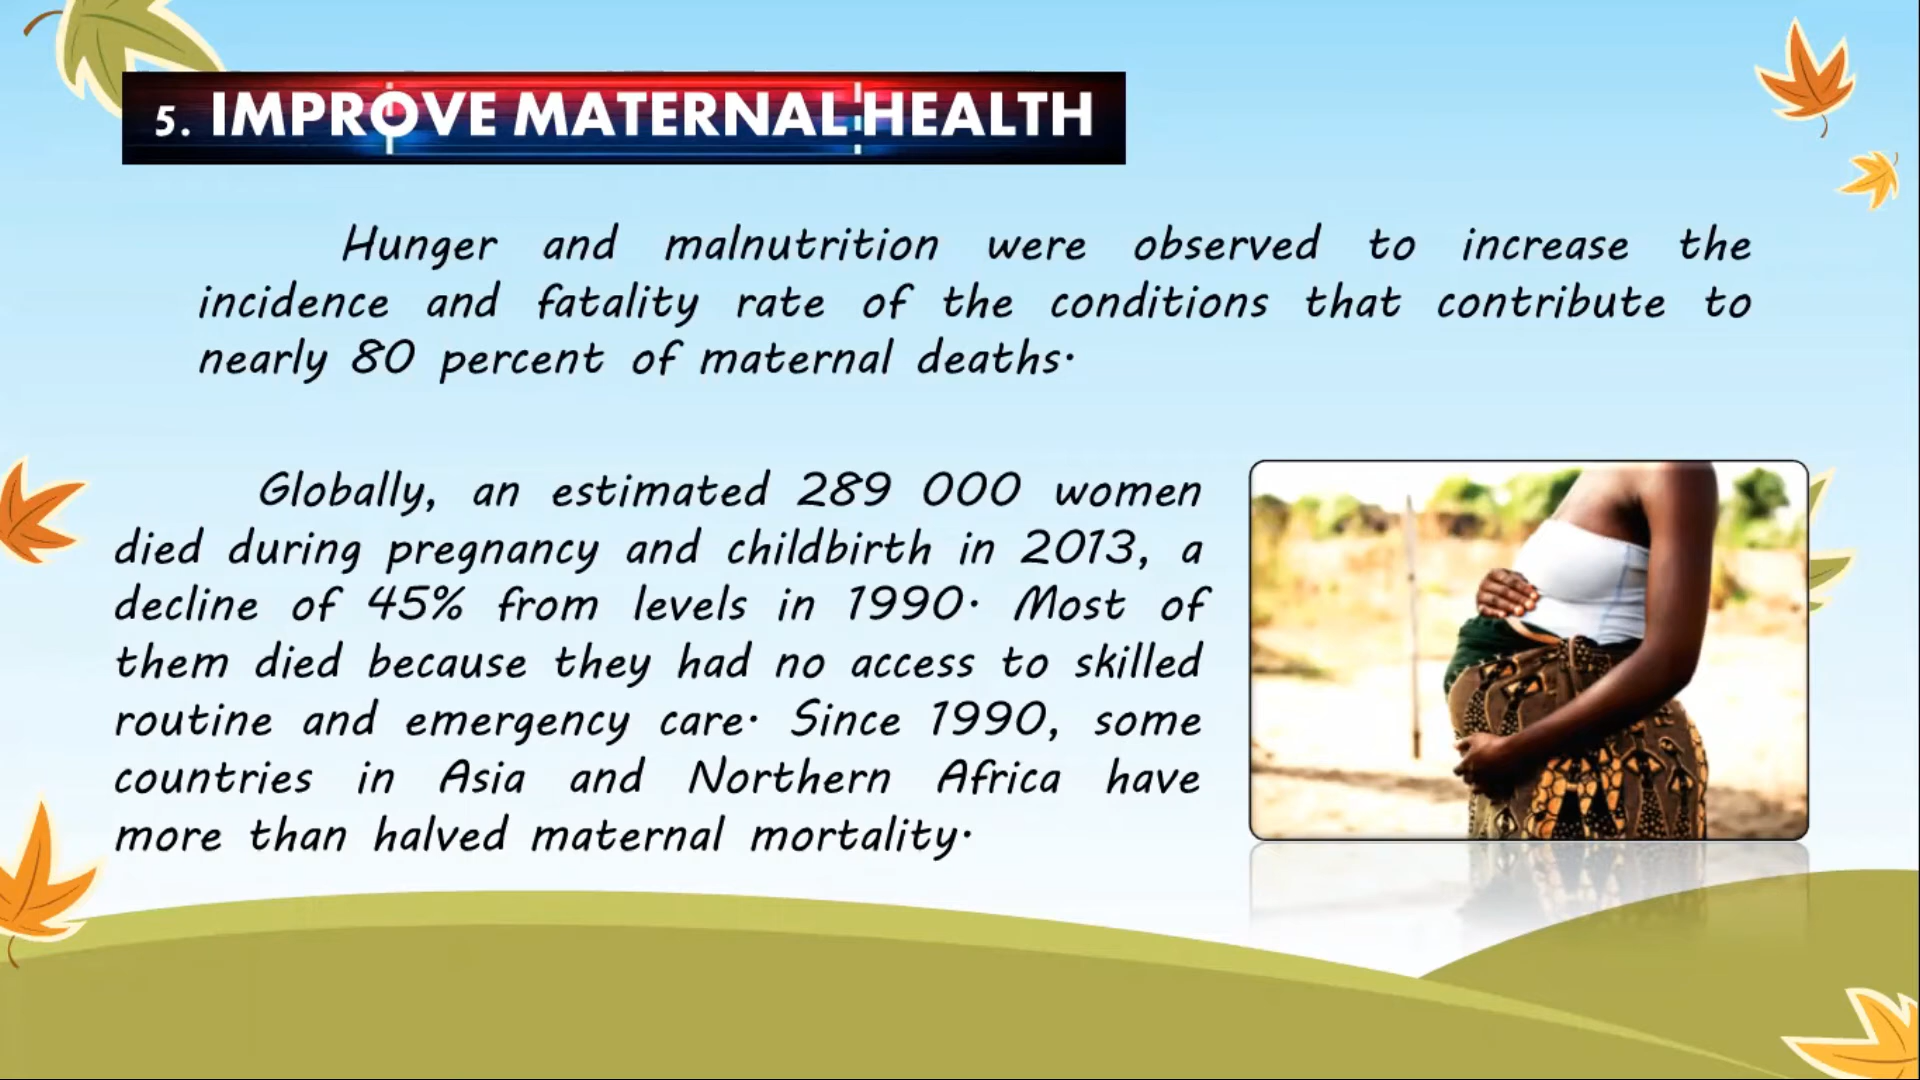 5. IMPROVE MATERNAL HEALTH
Hunger and malnutrition were observed to increase the
incidence and fatality rate of the conditions that contribute to
nearly 80 percent of maternal deaths.
Globally, an estimated 289 000 women
died during pregnancy and childbirth in 2013, a
decline of 45% from levels in 1990. Most of
them died because they had no access to skilled
routine and emergency care. Since 1990, some
countries in Asia and Northern Africa have
more than halved maternal mortality.